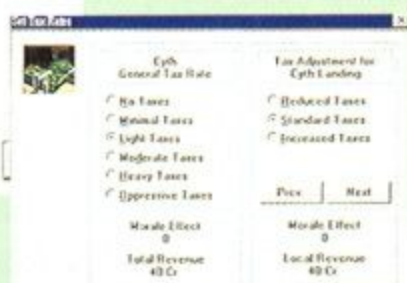 Set Tax Rates
Cyth
General Tax Rate
No Taxes
Minimal Taxes
Light Taxes
Moderate Taxes
Heavy Taxes
Oppressive Taxes
Morale Effect
0
Total Revenue
40 Cr
Tax Adjustment for
Cyth Landing
Reduced Taxes
Standard Taxes
Increased Taxes
Prev
Next
Morale Effect
0
Local Revenue
40 Cr